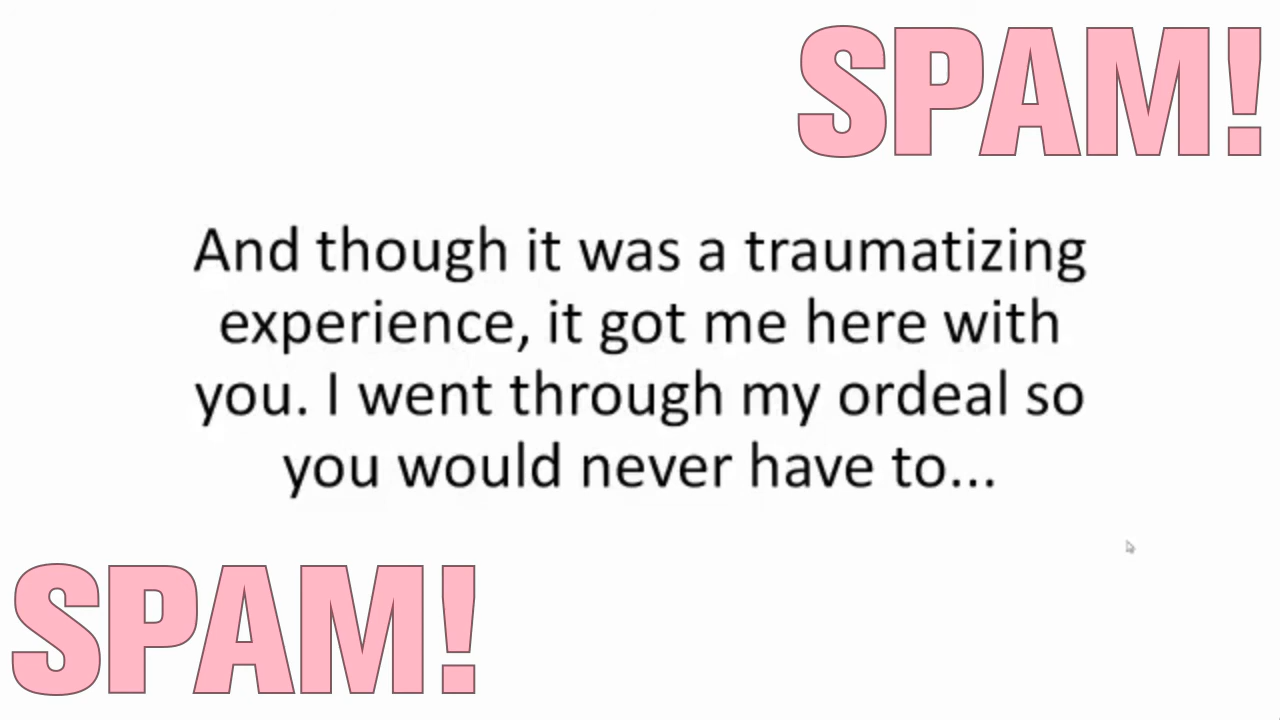 SPAM!
And though it was a traumatizing
experience, it got me here with
you. I went through my ordeal so
you would never have to...
SPAM!